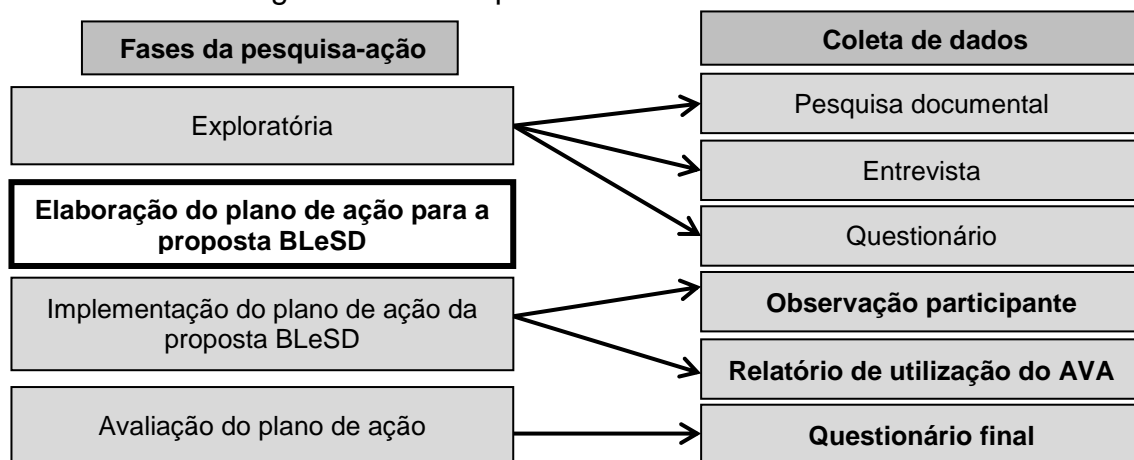 Fases da pesquisa-ação
Coleta de dados
Exploratória
Pesquisa documental
Entrevista
Questionário
Elaboração do plano de ação para a
proposta BLeSD
Implementação do plano de ação da
proposta BLeSD
Observação participante
Relatório de utilização do AVA
Avaliação do plano de ação
Questionário final